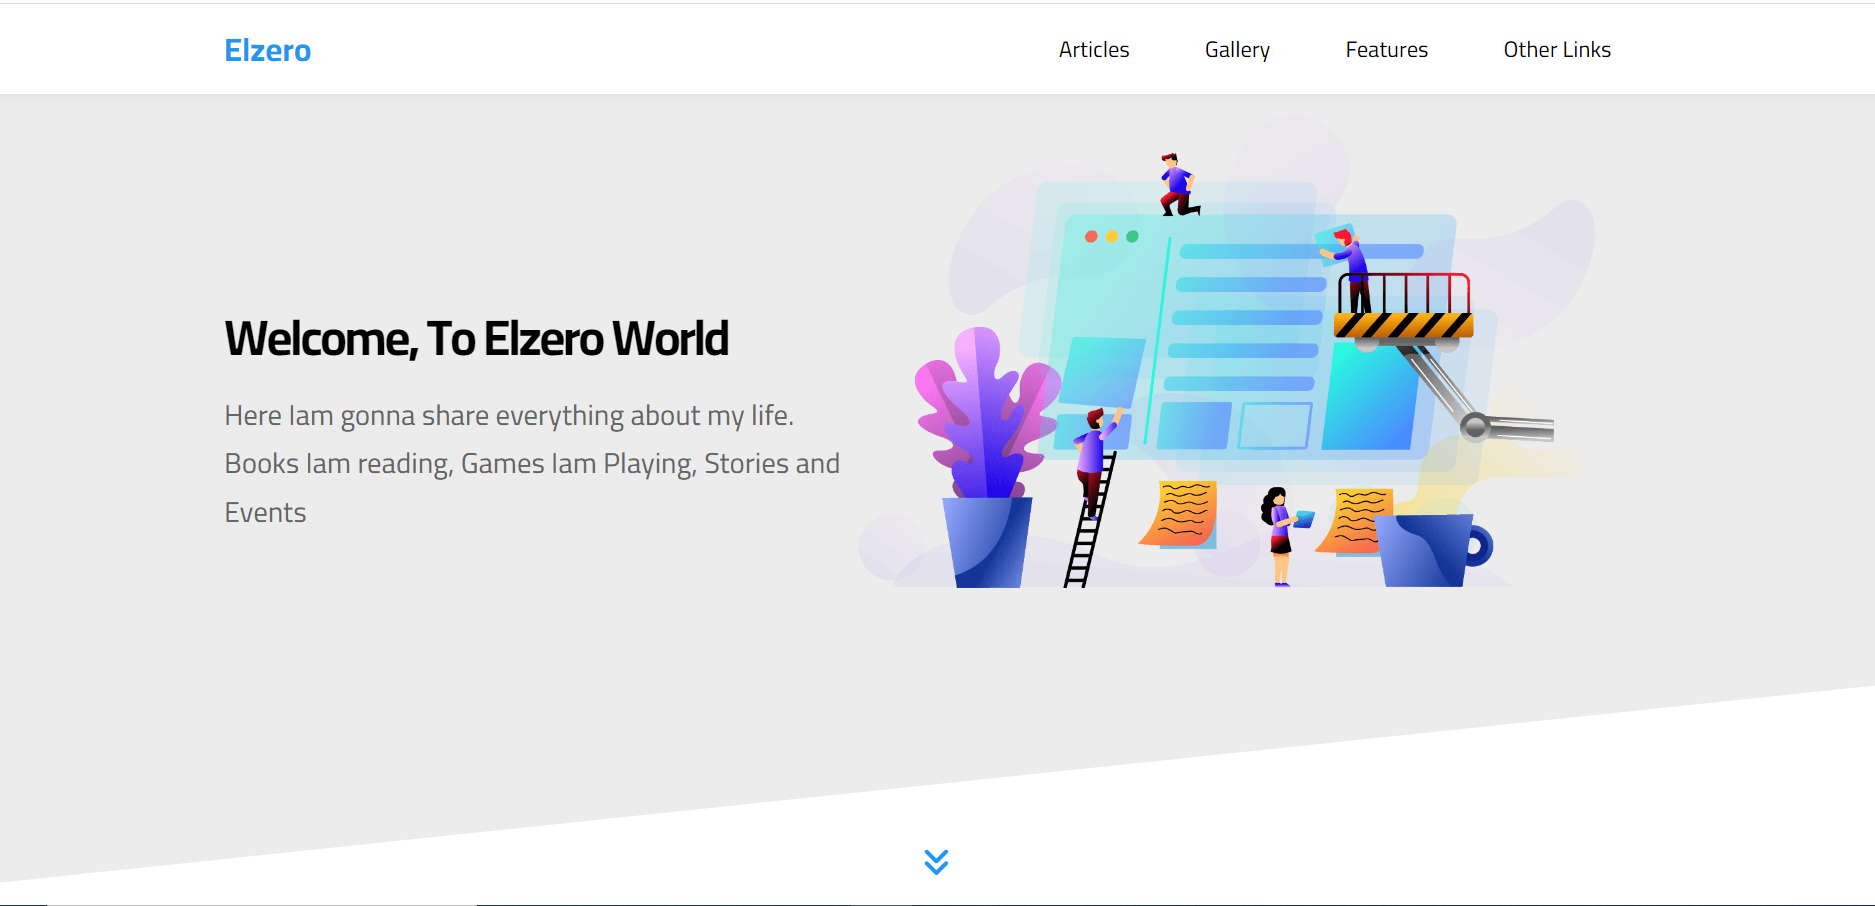 Elzero
Articles
Gallery
Features
Other Links
Welcome, To Elzero World
Here Iam gonna share everything about my life.
Books Iam reading, Games Iam Playing, Stories and
Events